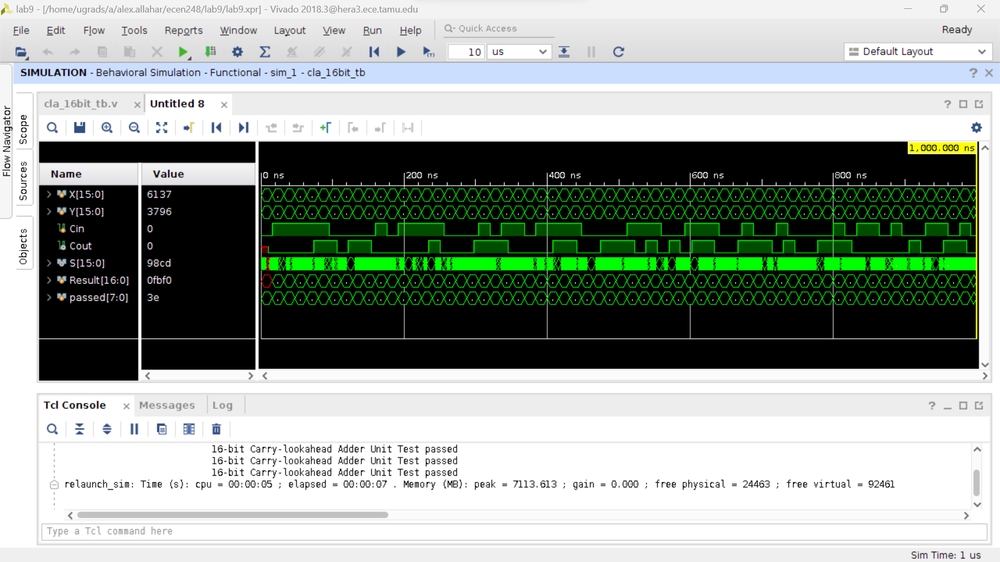 lab9 - [/home/ugrads/a/alex.allahar/ecen248/lab9/lab9.xpr] - Vivado 2018.3@hera3.ece.tamu.edu
File Edit Flow Tools Reports Window Layout View Run Help Quick Access Ready
10 us Default Layout
SIMULATION - Behavioral Simulation - Functional - sim_1 - cla_16bit_tb
Flow Navigator
Scope
Sources
Objects
cla_16bit_tb.v Untitled 8
1,000.000 ns
Name Value 0 ns 200 ns 400 ns 600 ns 800 ns
X[15:0] 6137
Y[15:0] 3796
Cin 0
Cout 0
S[15:0] 98cd
Result[16:0] 0fbf0
passed[7:0] 3e
Tcl Console Messages Log
16-bit Carry-lookahead Adder Unit Test passed
16-bit Carry-lookahead Adder Unit Test passed
16-bit Carry-lookahead Adder Unit Test passed
relaunch_sim: Time (s): cpu = 00:00:05 ; elapsed = 00:00:07 . Memory (MB): peak = 7113.613 ; gain = 0.000 ; free physical = 24463 ; free virtual = 92461
Type a Tcl command here
Sim Time: 1 us